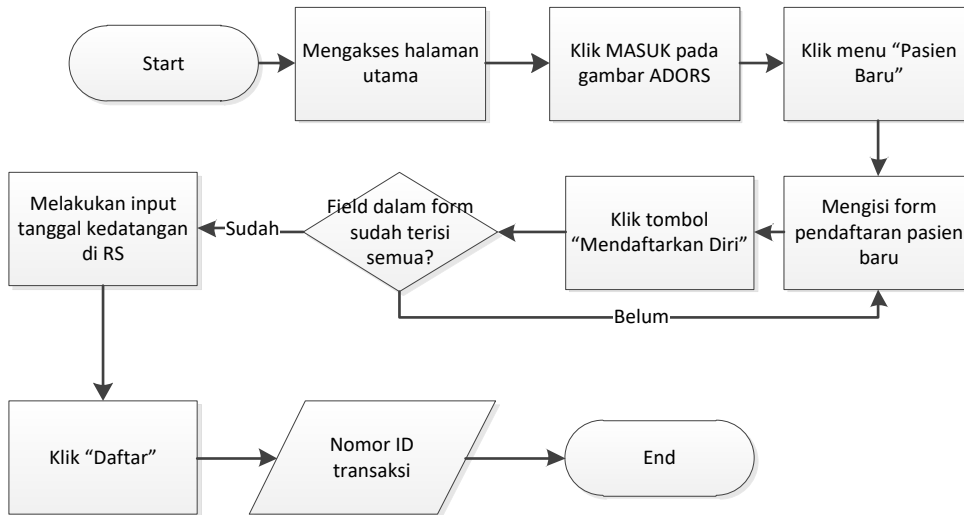 Start
Mengakses halaman
utama
Klik MASUK pada
gambar ADORS
Klik menu “Pasien
Baru”
Mengisi form
pendaftaran pasien
baru
Klik tombol
“Mendaftarkan Diri”
Field dalam form
sudah terisi
semua?
Belum
Sudah
Melakukan input
tanggal kedatangan
di RS
Klik “Daftar”
Nomor ID
transaksi
End